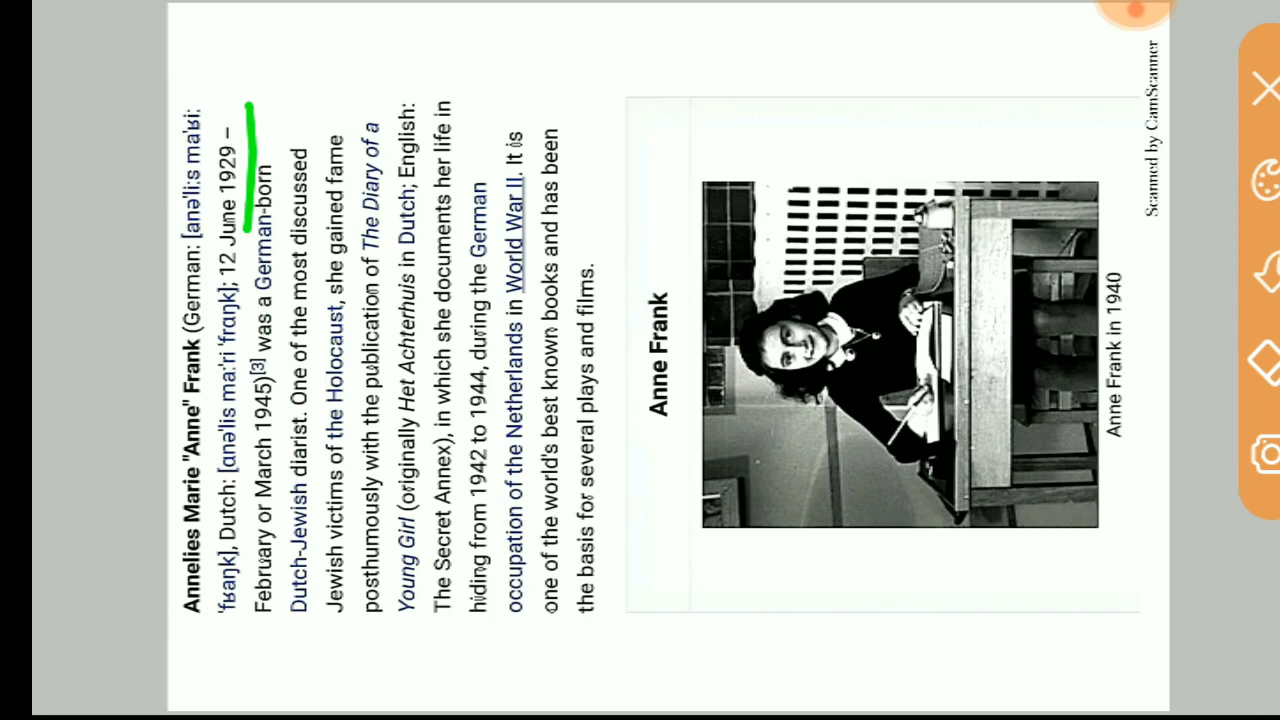 Annelies Marie "Anne" Frank (German: [anəˈliːs maˈʁiː
ˈfʁaŋk], Dutch: [ɑnəˈlis maːˈri ˈfrɑŋk]; 12 June 1929 –
February or March 1945)[3] was a German-born
Dutch-Jewish diarist. One of the most discussed
Jewish victims of the Holocaust, she gained fame
posthumously with the publication of The Diary of a
Young Girl (originally Het Achterhuis in Dutch; English:
The Secret Annex), in which she documents her life in
hiding from 1942 to 1944, during the German
occupation of the Netherlands in World War II. It is
one of the world's best known books and has been
the basis for several plays and films.
Anne Frank
Anne Frank in 1940
Scanned by CamScanner